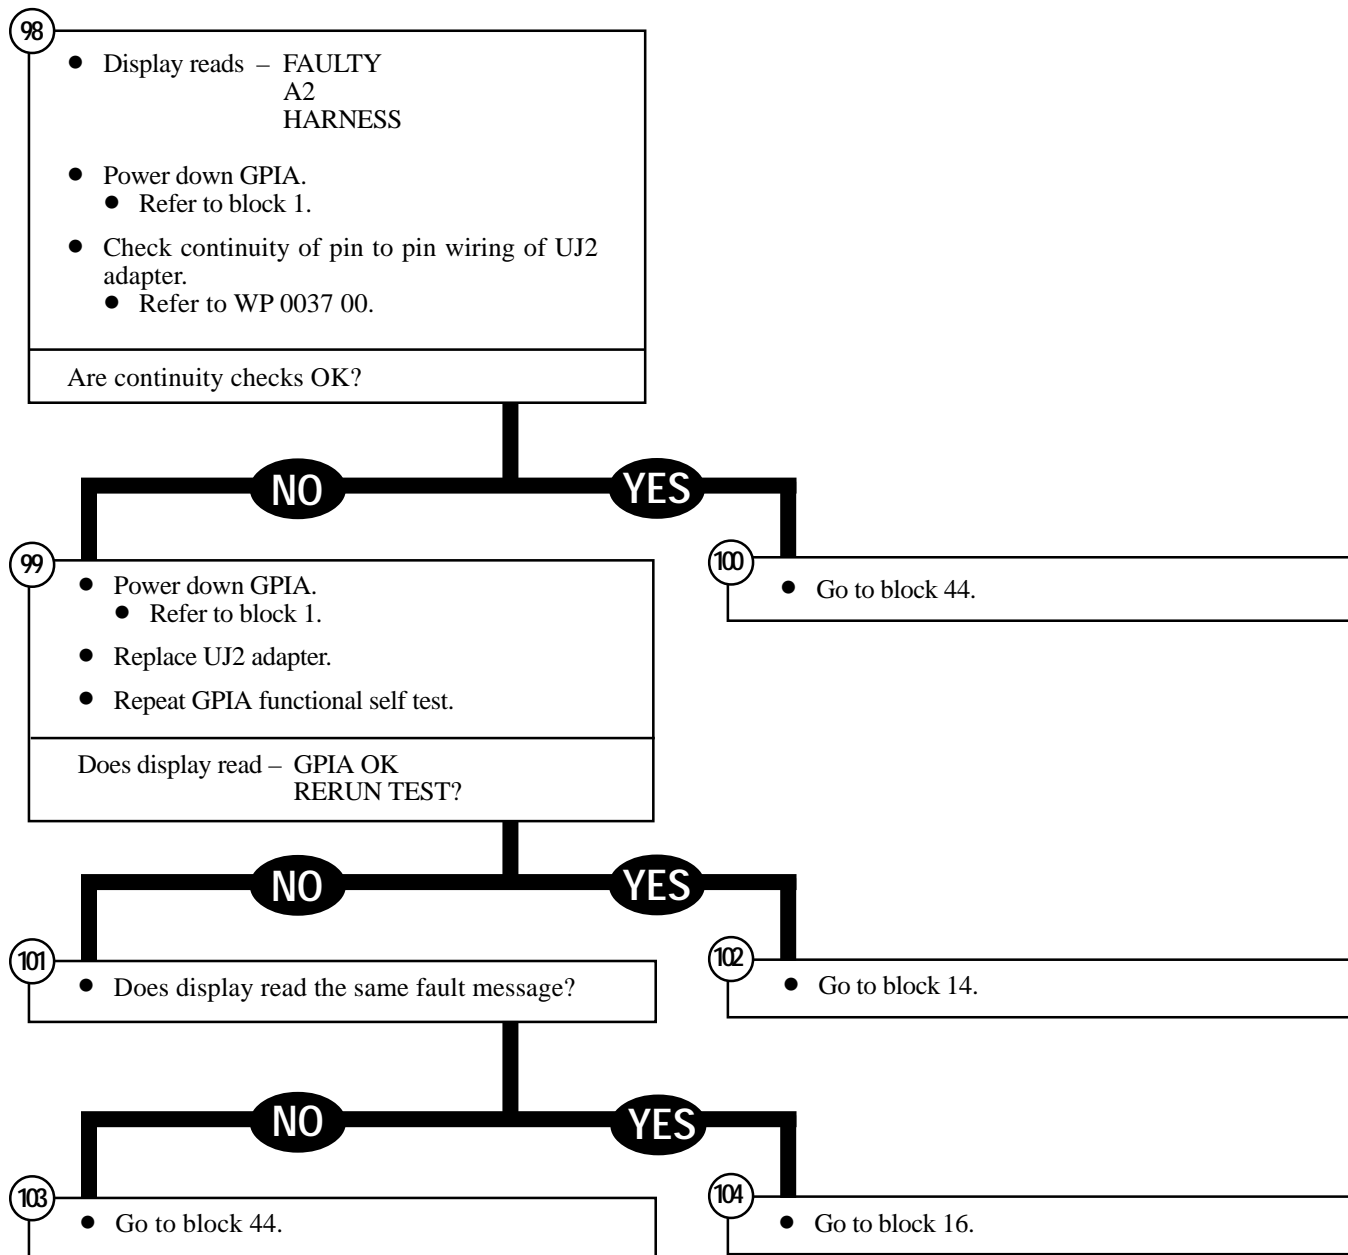 98
● Display reads – FAULTY
A2
HARNESS
● Power down GPIA.
● Refer to block 1.
● Check continuity of pin to pin wiring of UJ2
adapter.
● Refer to WP 0037 00.
Are continuity checks OK?
NO
YES
99
● Power down GPIA.
● Refer to block 1.
● Replace UJ2 adapter.
● Repeat GPIA functional self test.
Does display read – GPIA OK
RERUN TEST?
100
● Go to block 44.
NO
YES
101
● Does display read the same fault message?
102
● Go to block 14.
NO
YES
103
● Go to block 44.
104
● Go to block 16.